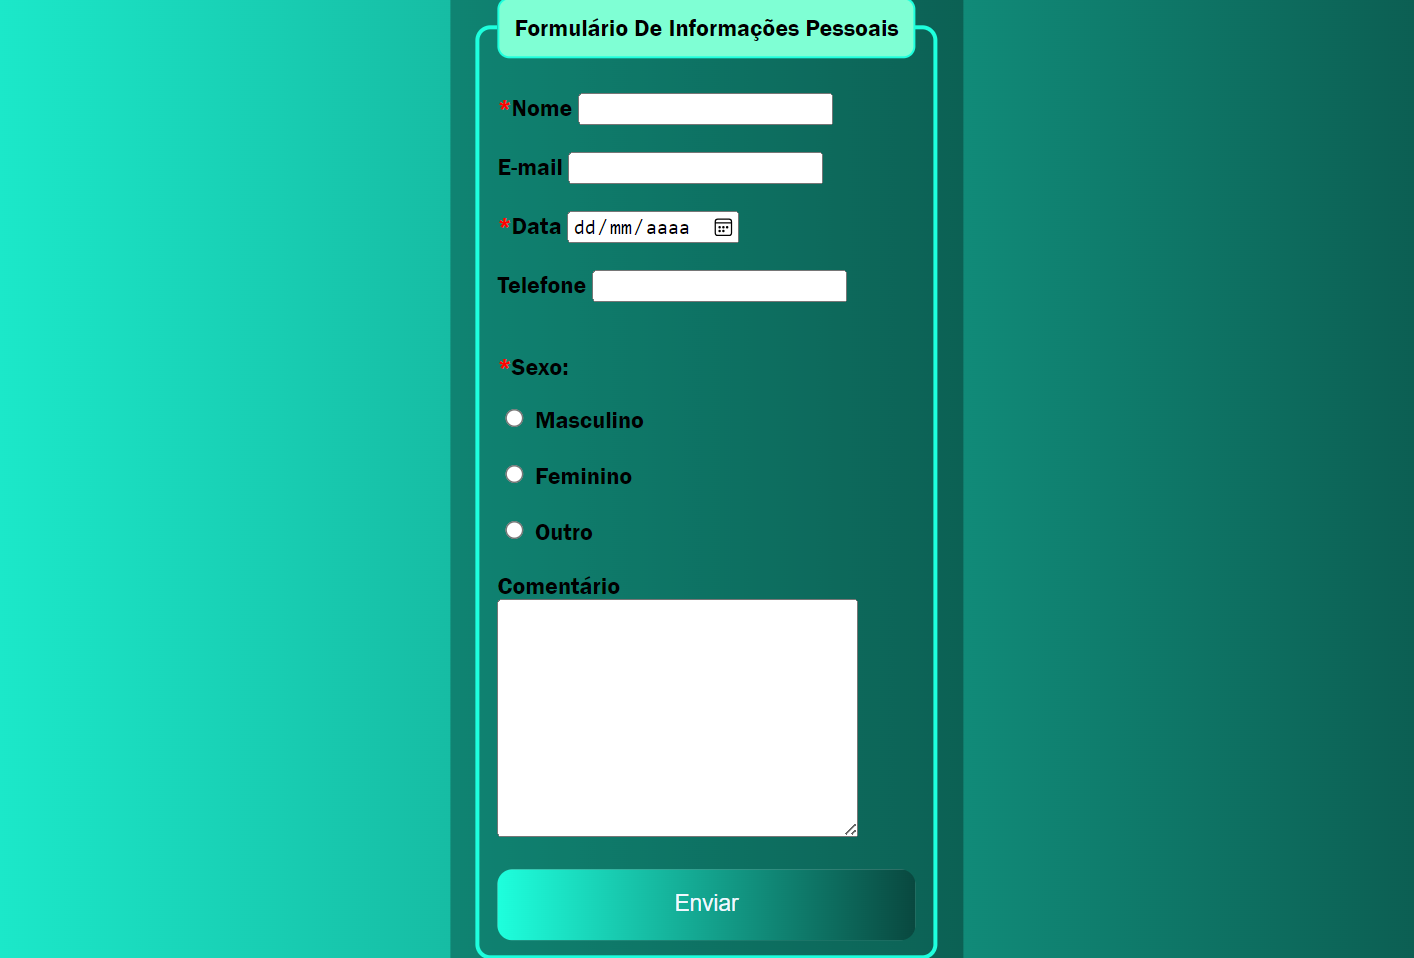 Formulário De Informações Pessoais
*Nome
E-mail
*Data dd/mm/aaaa
Telefone
*Sexo:
Masculino
Feminino
Outro
Comentário
Enviar